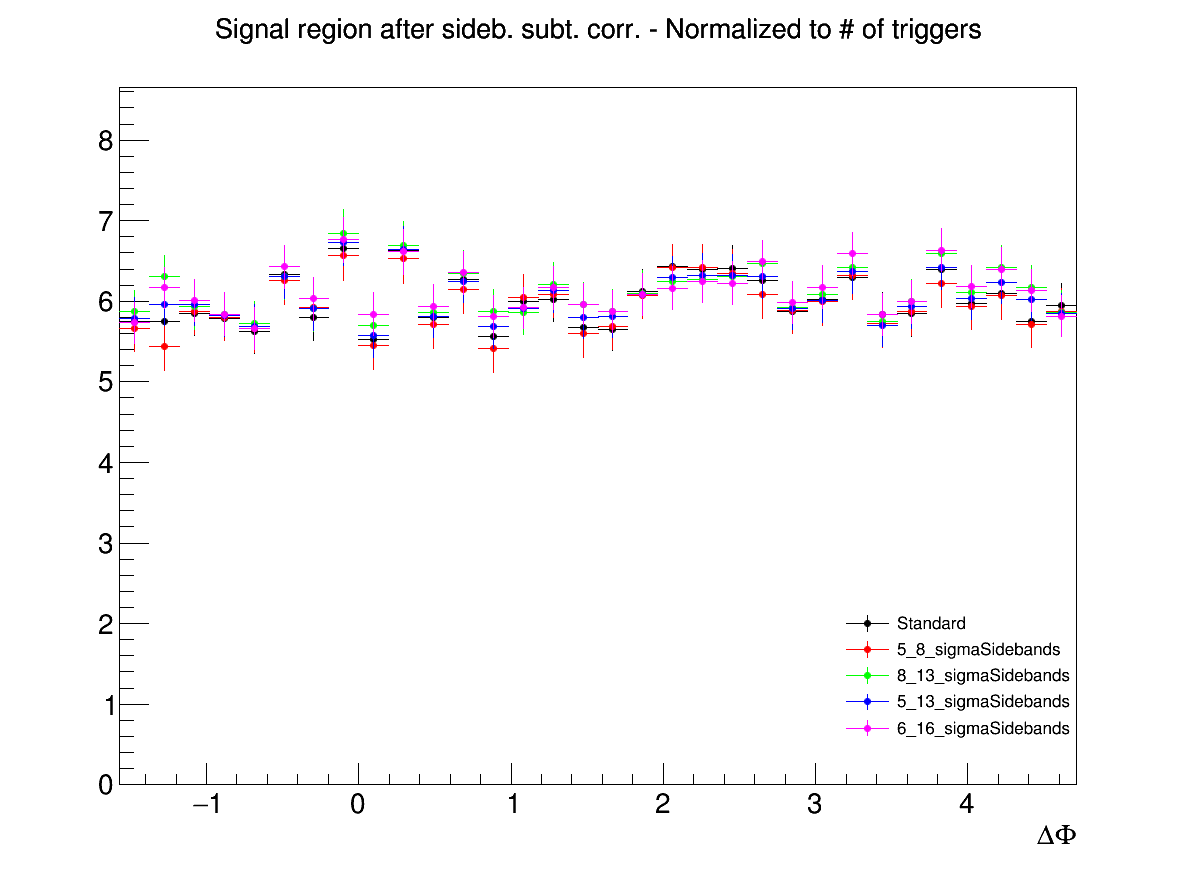 Signal region after sideb. subt. corr. - Normalized to # of triggers
8
7
6
5
4
3
2
1
0
Standard
5_8_sigmaSidebands
8_13_sigmaSidebands
5_13_sigmaSidebands
6_16_sigmaSidebands
−1 0 1 2 3 4
ΔΦ